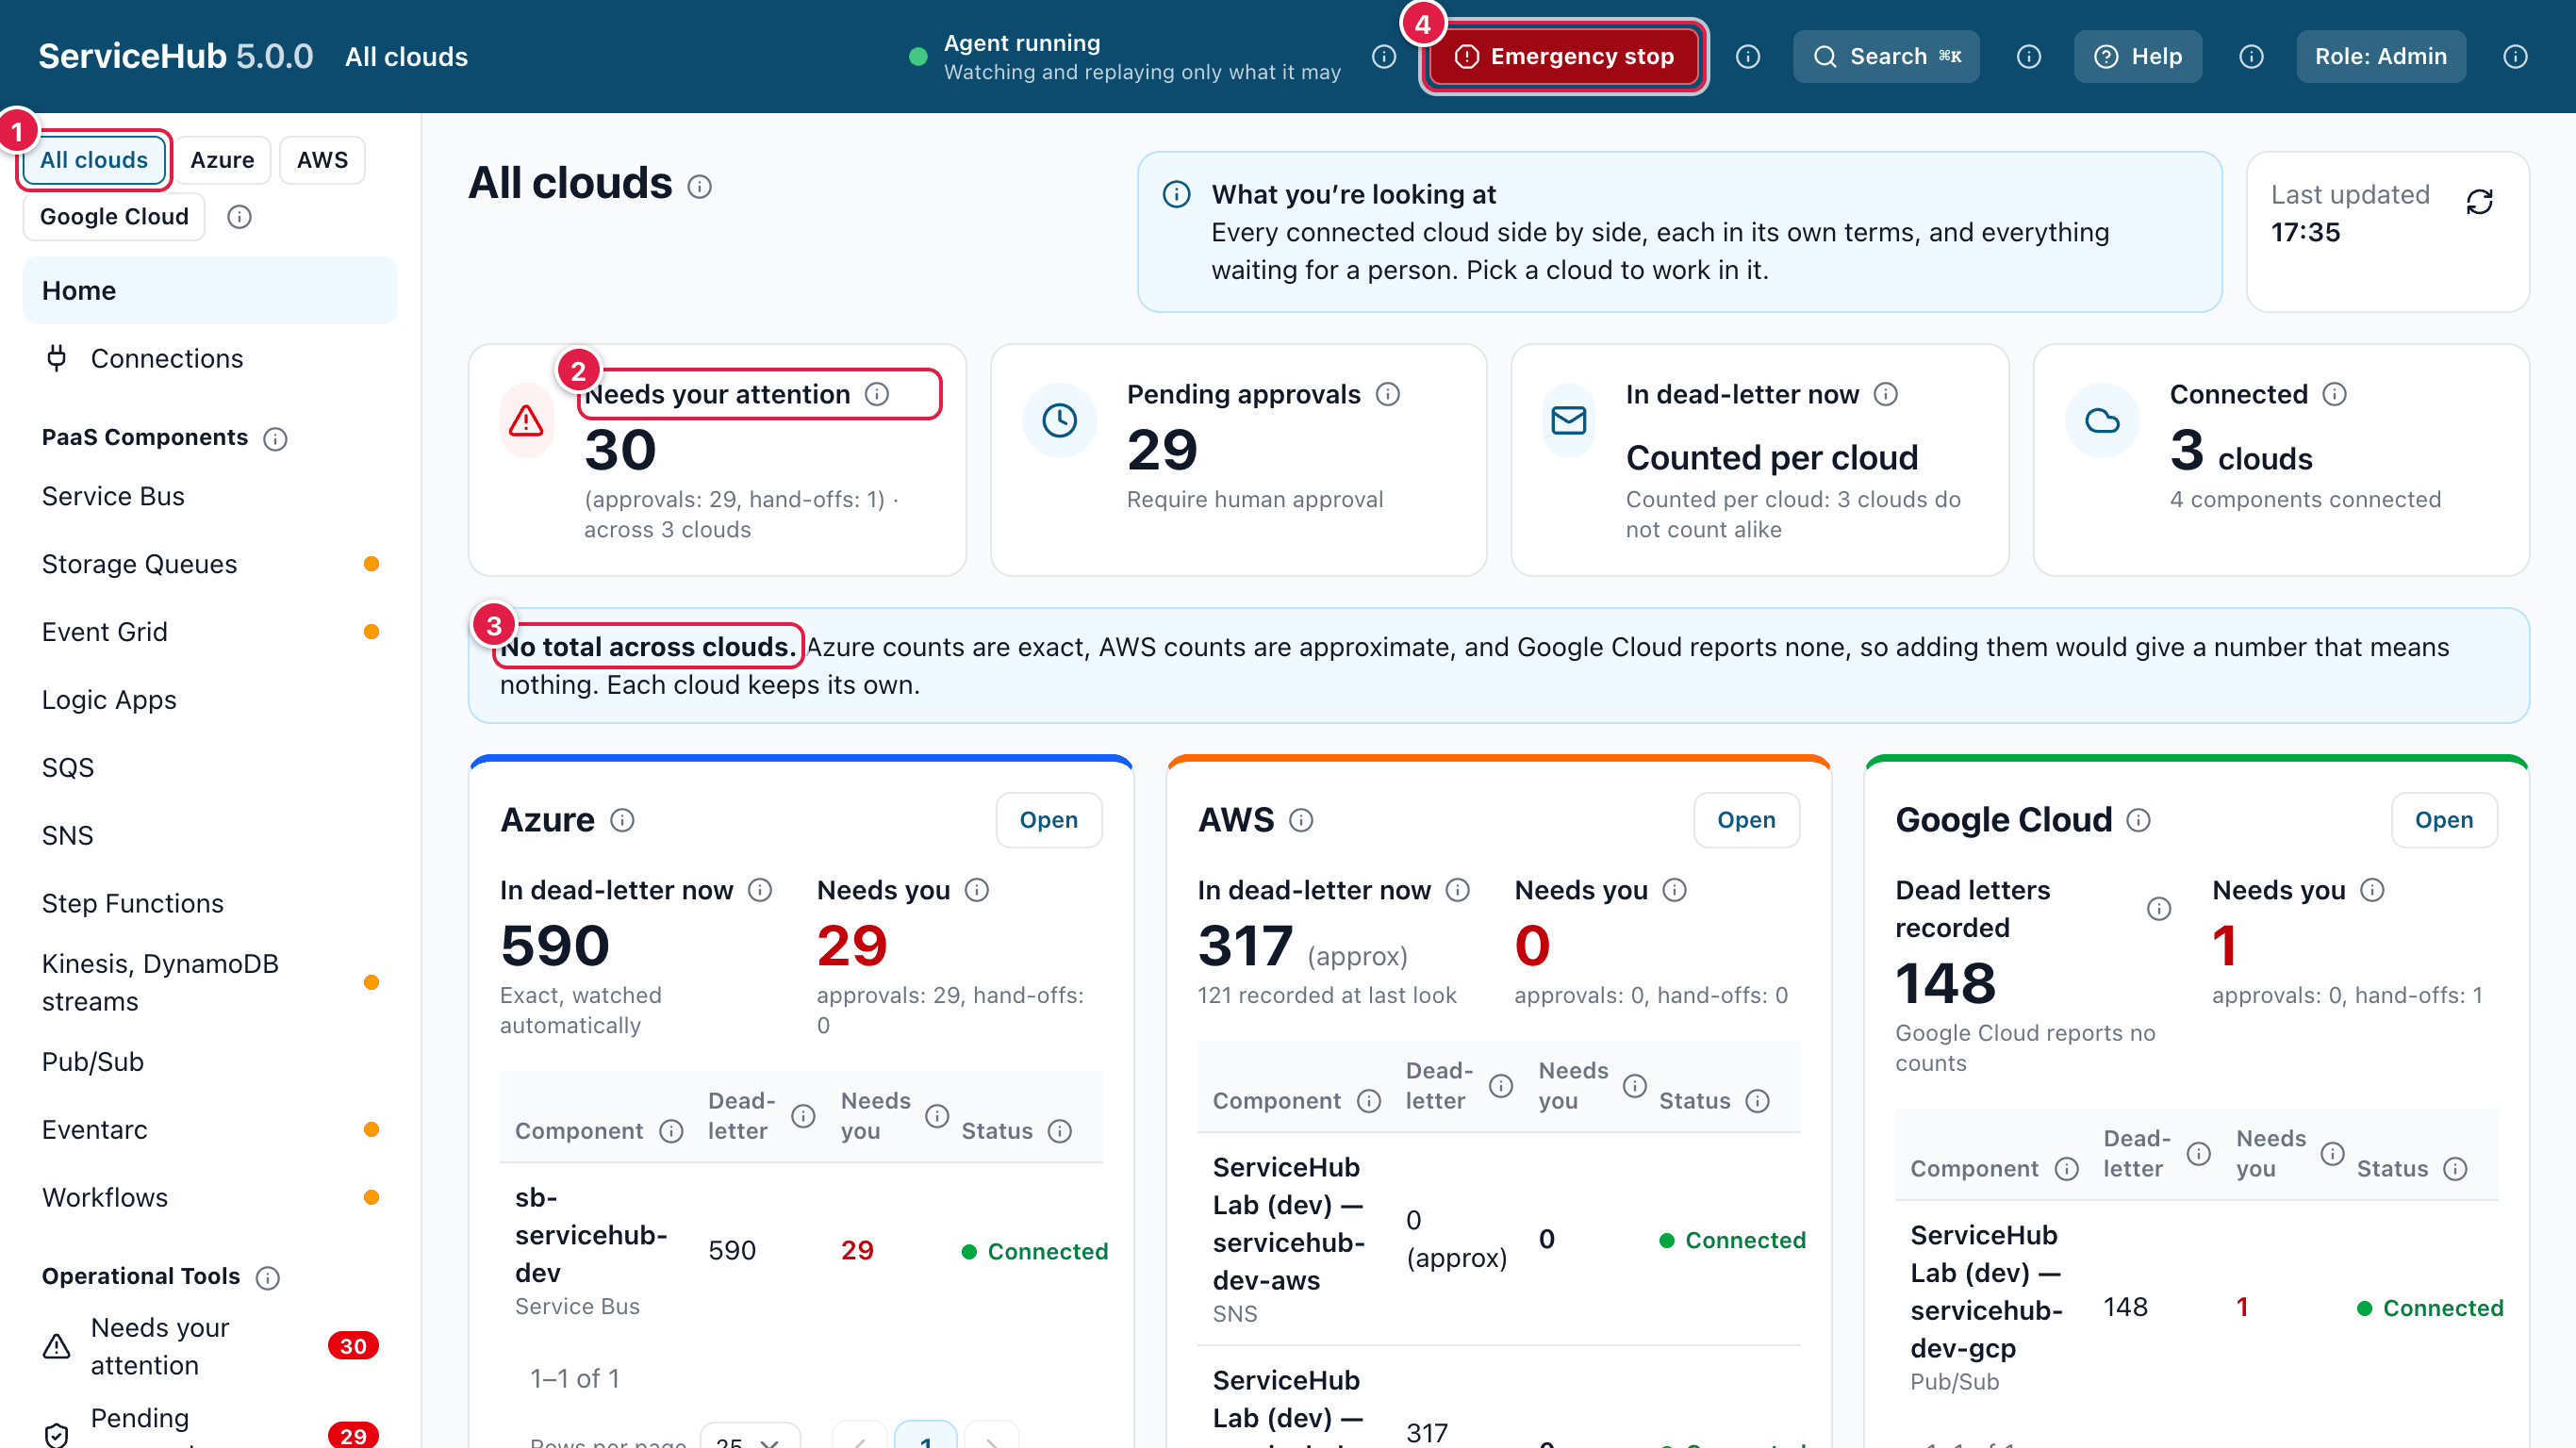 ServiceHub 5.0.0 All clouds
Agent running
Watching and replaying only what it may
4
Emergency stop
Search ⌘K
Help
Role: Admin
1
All clouds
Azure
AWS
Google Cloud
Home
Connections
PaaS Components
Service Bus
Storage Queues
Event Grid
Logic Apps
SQS
SNS
Step Functions
Kinesis, DynamoDB
streams
Pub/Sub
Eventarc
Workflows
Operational Tools
Needs your
attention
30
Pending
29
All clouds
What you’re looking at
Every connected cloud side by side, each in its own terms, and everything
waiting for a person. Pick a cloud to work in it.
Last updated
17:35
2
Needs your attention
30
(approvals: 29, hand-offs: 1) ·
across 3 clouds
Pending approvals
29
Require human approval
In dead-letter now
Counted per cloud
Counted per cloud: 3 clouds do
not count alike
Connected
3 clouds
4 components connected
3
No total across clouds. Azure counts are exact, AWS counts are approximate, and Google Cloud reports none, so adding them would give a number that means
nothing. Each cloud keeps its own.
Azure
Open
In dead-letter now
590
Exact, watched
automatically
Needs you
29
approvals: 29, hand-offs:
0
Component
Dead-
letter
Needs
you
Status
sb-
servicehub-
dev
Service Bus
590
29
Connected
1–1 of 1
Rows per page
25
1
AWS
Open
In dead-letter now
317 (approx)
121 recorded at last look
Needs you
0
approvals: 0, hand-offs: 0
Component
Dead-
letter
Needs
you
Status
ServiceHub
Lab (dev) —
servicehub-
dev-aws
SNS
0
(approx)
0
Connected
ServiceHub
Lab (dev) —
317
Google Cloud
Open
Dead letters
recorded
148
Google Cloud reports no
counts
Needs you
1
approvals: 0, hand-offs: 1
Component
Dead-
letter
Needs
you
Status
ServiceHub
Lab (dev) —
servicehub-
dev-gcp
Pub/Sub
148
1
Connected